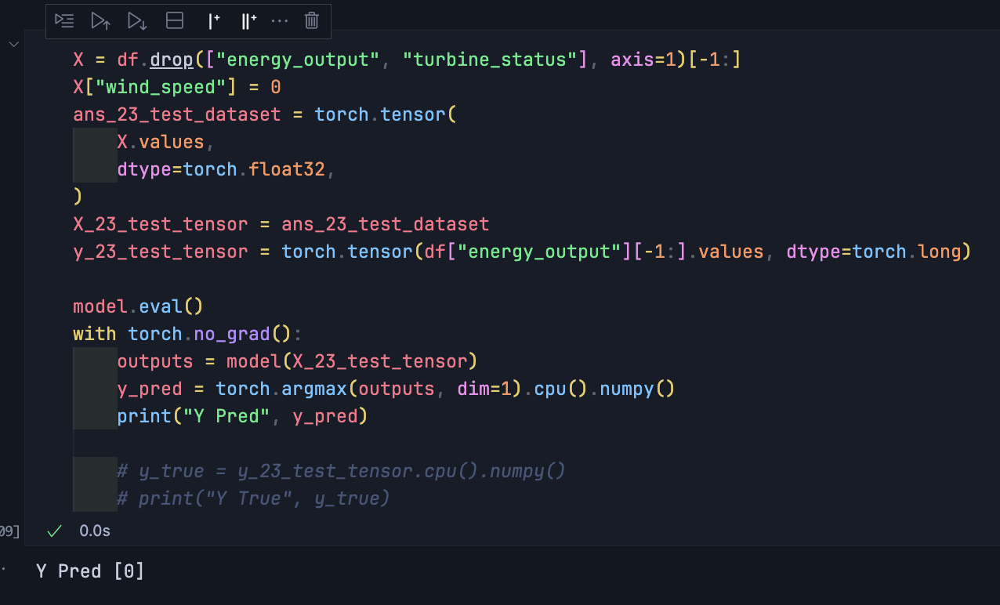 X = df.drop(["energy_output", "turbine_status"], axis=1)[-1:]
X["wind_speed"] = 0
ans_23_test_dataset = torch.tensor(
    X.values,
    dtype=torch.float32,
)
X_23_test_tensor = ans_23_test_dataset
y_23_test_tensor = torch.tensor(df["energy_output"][-1:].values, dtype=torch.long)

model.eval()
with torch.no_grad():
    outputs = model(X_23_test_tensor)
    y_pred = torch.argmax(outputs, dim=1).cpu().numpy()
    print("Y Pred", y_pred)

    # y_true = y_23_test_tensor.cpu().numpy()
    # print("Y True", y_true)
09] 0.0s
Y Pred [0]